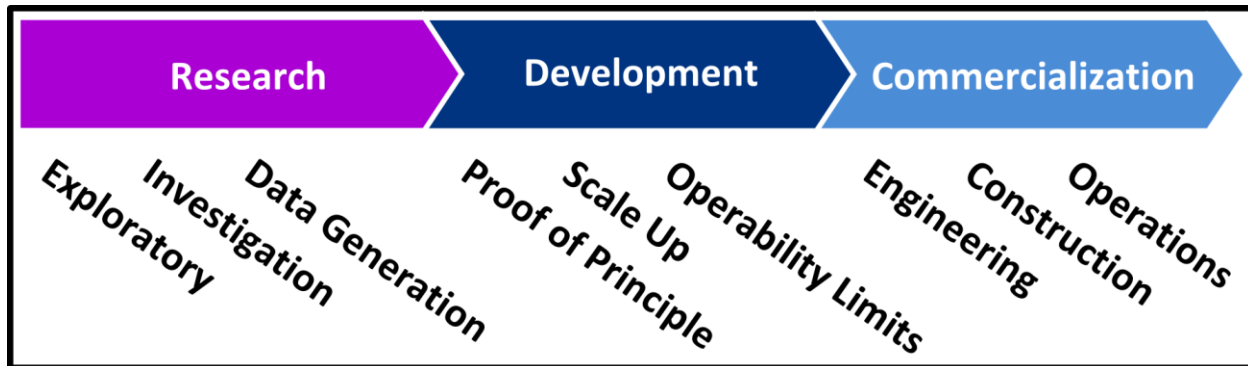 Research
Development
Commercialization
Exploratory
Investigation
Data Generation
Proof of Principle
Scale Up
Operability Limits
Engineering
Construction
Operations